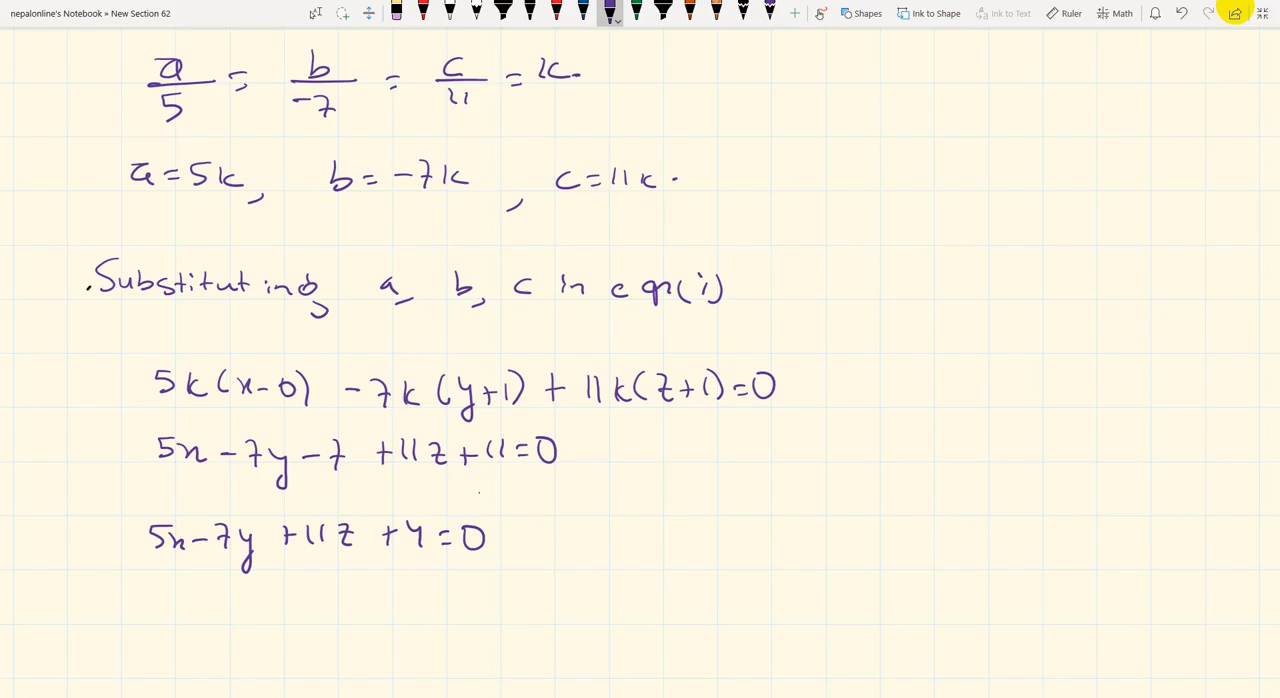 nepalonline's Notebook » New Section 62
Shapes Ink to Shape Ink to Text Ruler Math
a/5 = b/-7 = c/11 = k.
a=5k, b=-7k, c=11k.
.Substituting a, b, c in eqn(i)
5k(x-0) -7k(y+1) + 11k(z+1)=0
5x-7y-7 +11z+11=0
5x-7y +11z +4=0